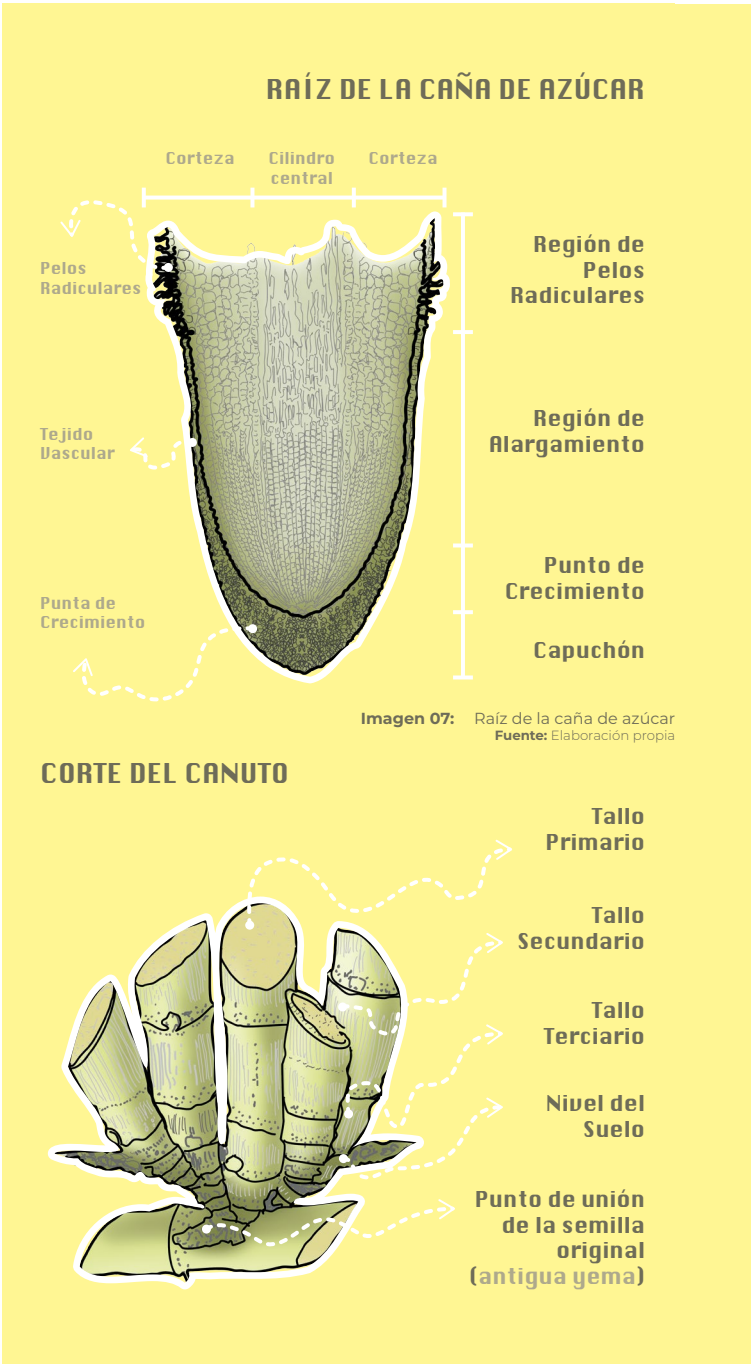 RAÍZ DE LA CAÑA DE AZÚCAR
Corteza
Cilindro
central
Corteza
Pelos
Radiculares
Región de
Pelos
Radiculares
Región de
Alargamiento
Tejido
Vascular
Punto de
Crecimiento
Punta de
Crecimiento
Capuchón
Imagen 07: Raíz de la caña de azúcar
Fuente: Elaboración propia
CORTE DEL CANUTO
Tallo
Primario
Tallo
Secundario
Tallo
Terciario
Nivel del
Suelo
Punto de unión
de la semilla
original
(antigua yema)